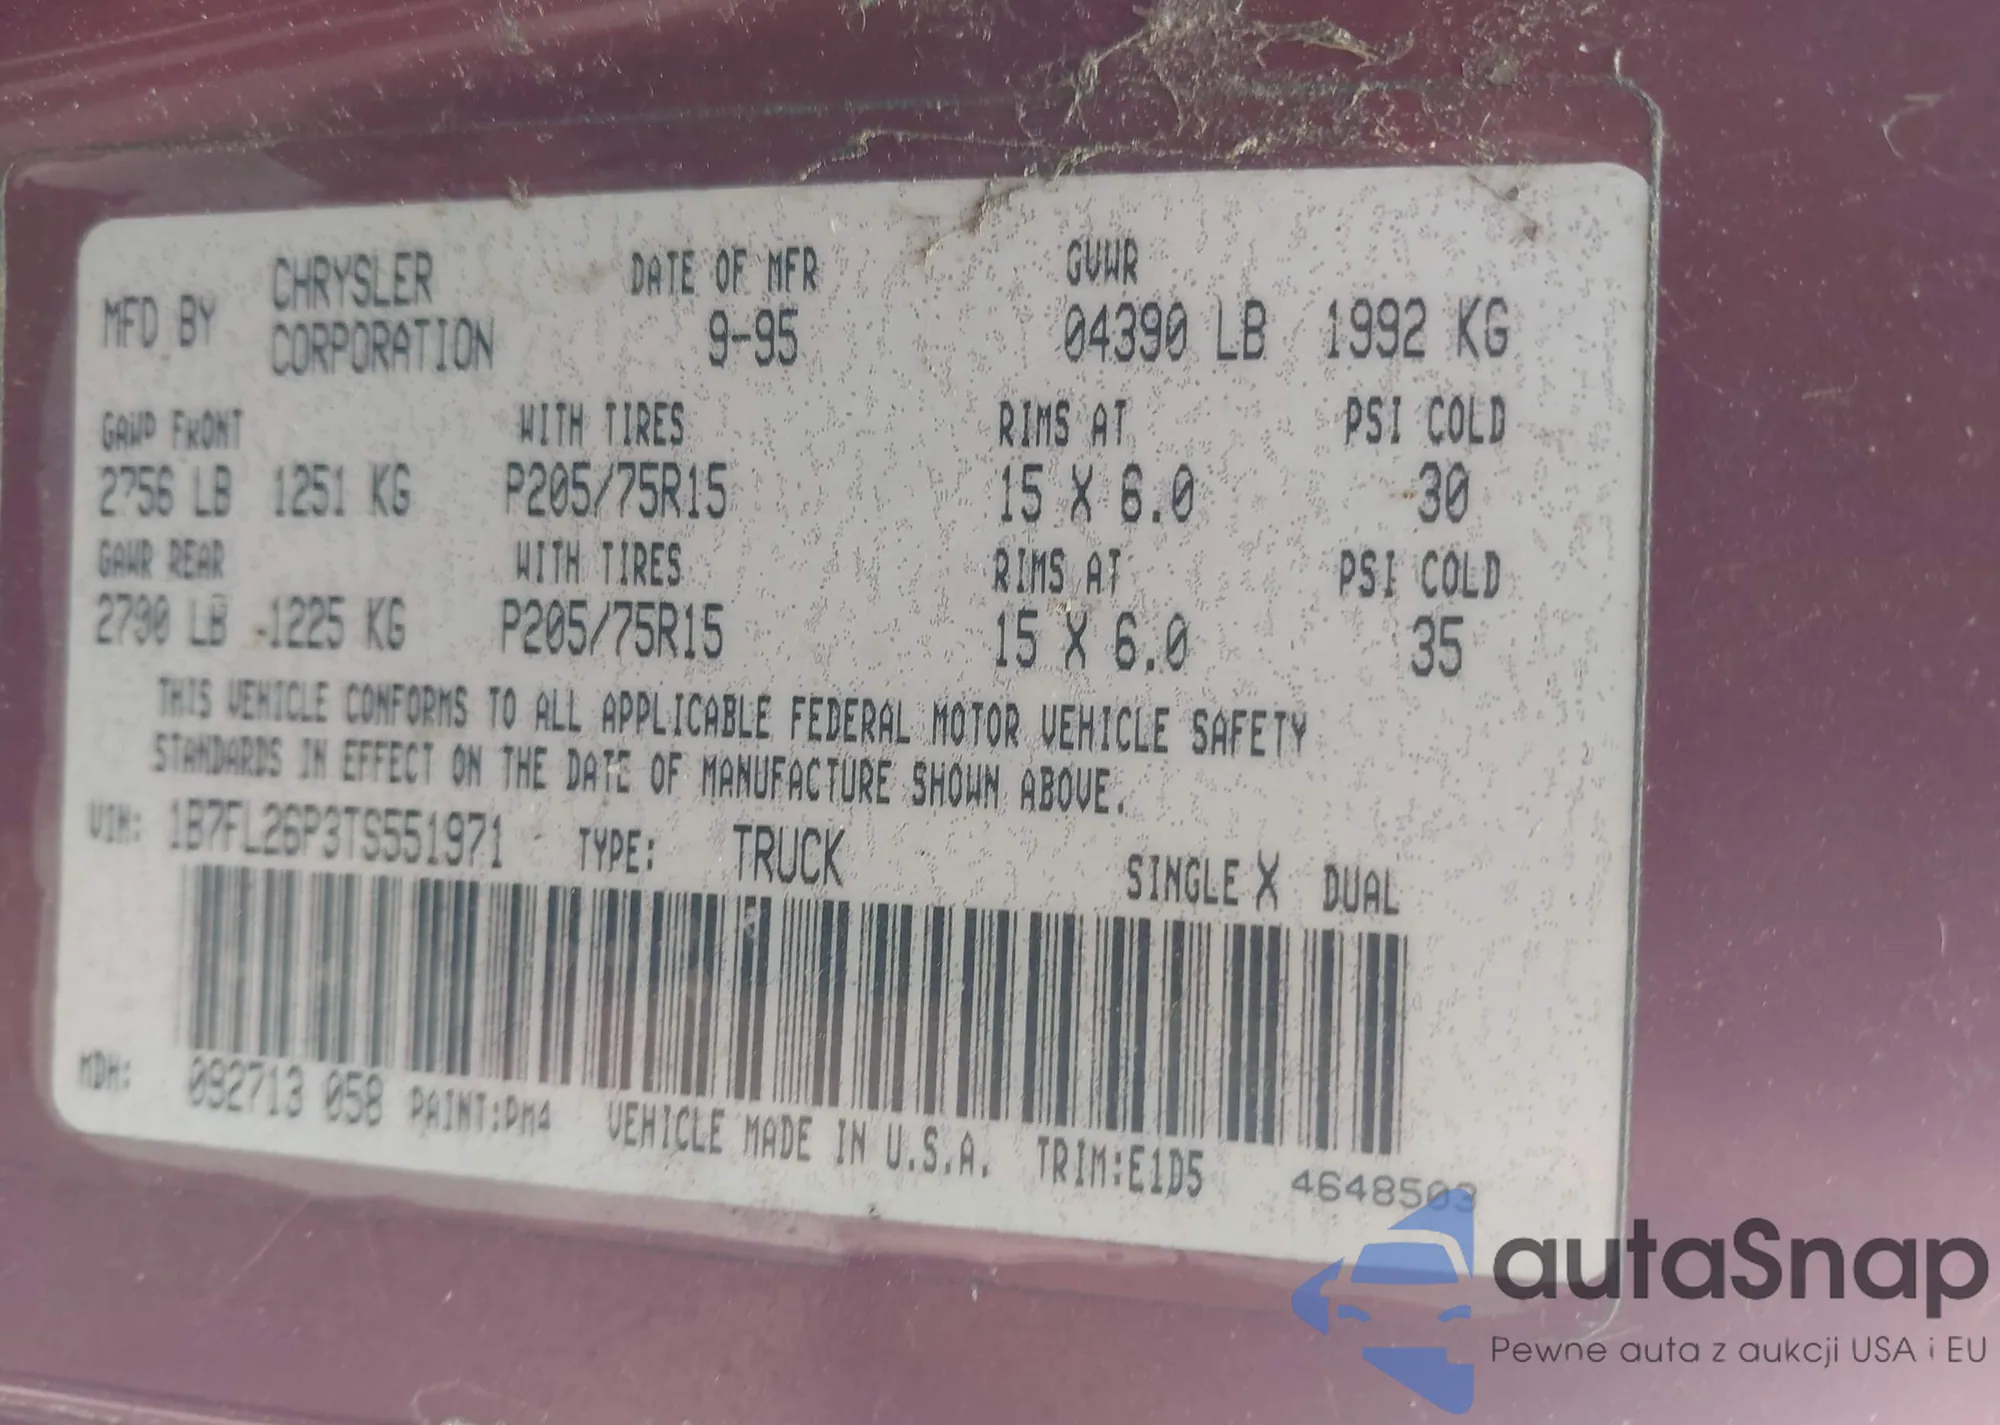 MFD BY CHRYSLER CORPORATION DATE OF MFR 9-95 GVWR 04390 LB 1992 KG
GAWR FRONT WITH TIRES RIMS AT PSI COLD
2756 LB 1251 KG P205/75R15 15 X 6.0 30
GAWR REAR WITH TIRES RIMS AT PSI COLD
2700 LB 1225 KG P205/75R15 15 X 6.0 35
THIS VEHICLE CONFORMS TO ALL APPLICABLE FEDERAL MOTOR VEHICLE SAFETY
STANDARDS IN EFFECT ON THE DATE OF MANUFACTURE SHOWN ABOVE.
VIN: 1B7FL26P3TS551971 TYPE: TRUCK SINGLE X DUAL
MDH: 092713 058 PAINT:PM4 VEHICLE MADE IN U.S.A. TRIM:E1D5 4648503
autaSnap
Pewne auta z aukcji USA i EU